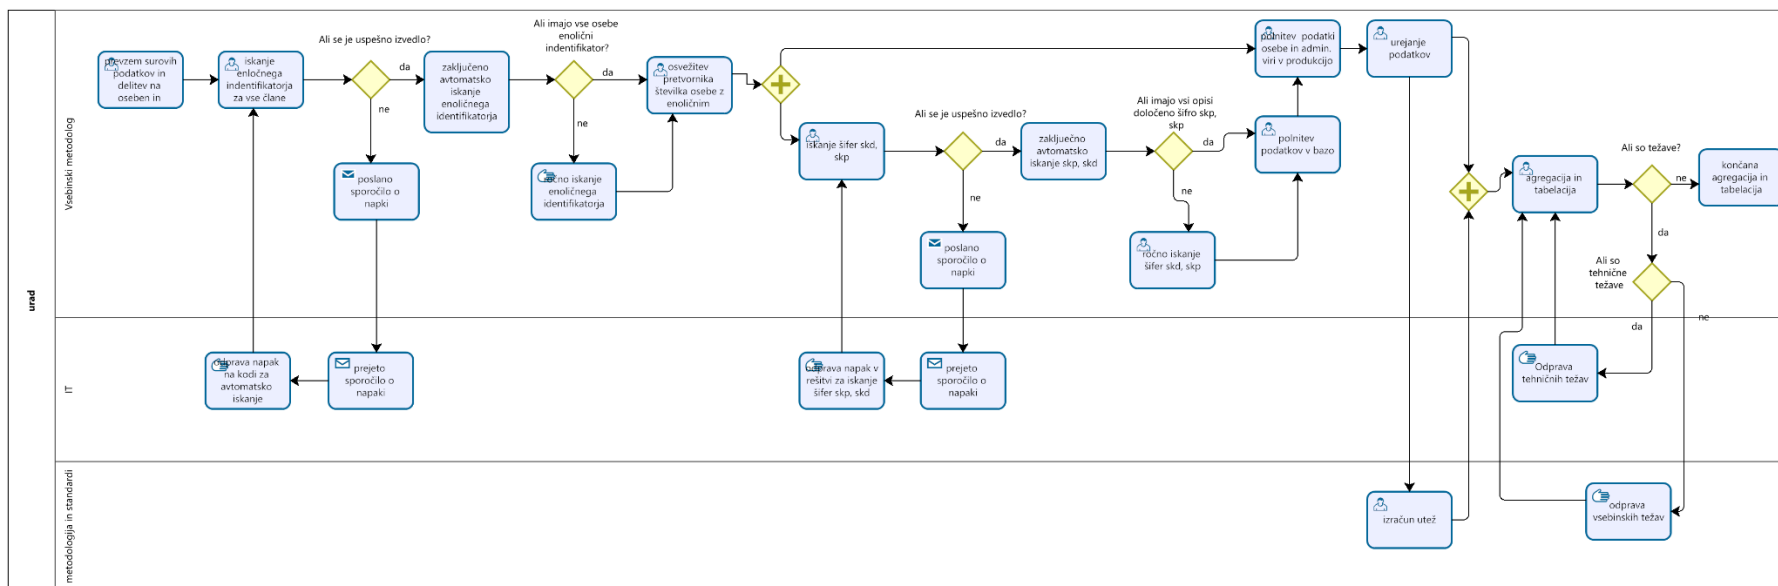 urad
Vsebinski metodolog
prevzem surovih
podatkov in
delitev na
oseben in
iskanje
enločnega
indentifikatorja
za vse člane
Ali se je uspešno izvedlo?
da
ne
zaključeno
avtomatsko
iskanje
enoličnega
identifikatorja
poslano
sporočilo o
napki
Ali imajo vse osebe
enolični
indentifikator?
da
ne
ročno iskanje
enoličnega
identifikatorja
osvežitev
pretvornika
številka osebe z
enoličnim
iskanje šifer skd,
skp
Ali se je uspešno izvedlo?
da
ne
poslano
sporočilo o
napki
zaključno
avtomatsko
iskanje skp, skd
Ali imajo vsi opisi
določeno šifro skp,
skp
da
ne
ročno iskanje
šifer skd, skp
polnitev
podatkov v bazo
polnitev podatki
osebe in admin.
viri v produkcijo
urejanje
podatkov
agregacija in
tabelacija
Ali so težave?
ne
da
končana
agregacija in
tabelacija
Ali so
tehnične
težave
da
ne
IT
odprava napak
na kodi za
avtomatsko
iskanje
prejeto
sporočilo o
napaki
odprava napak v
rešitvi za iskanje
šifer skp, skd
prejeto
sporočilo o
napaki
Odprava
tehničnih težav
metodologija in standardi
izračun utež
odprava
vsebinskih težav